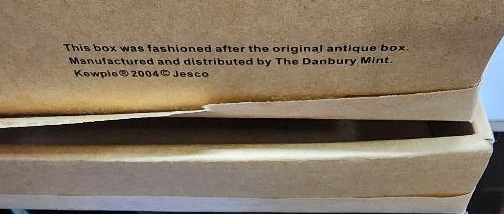 This box was fashioned after the original antique box.
Manufactured and distributed by The Danbury Mint.
Kewpie® 2004© Jesco